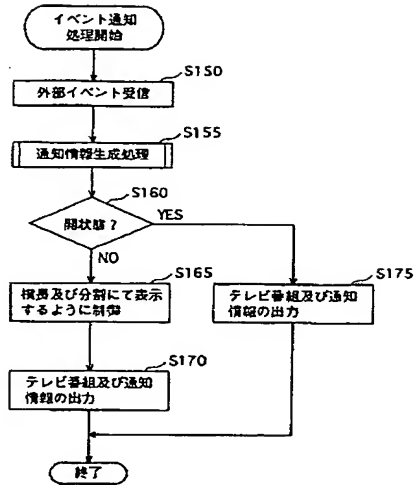 イベント通知
処理開始
S150
外部イベント受信
S155
通知情報生成処理
S160
開状態?
YES
NO
S165
横長及び分割にて表示
するように制御
S175
テレビ番組及び通知
情報の出力
S170
テレビ番組及び通知
情報の出力
終了